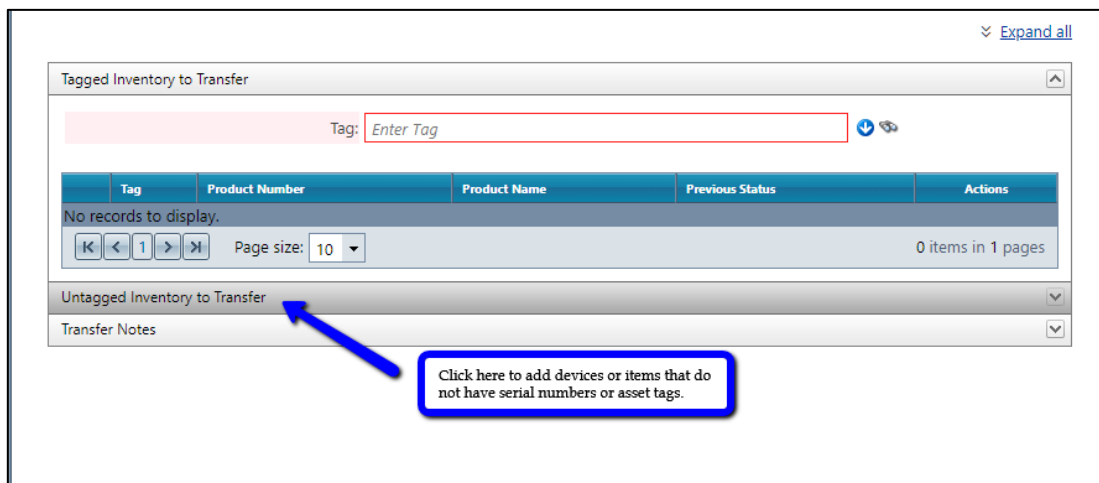 Expand all
Tagged Inventory to Transfer
Tag: Enter Tag
Tag Product Number Product Name Previous Status Actions
No records to display.
1 Page size: 10 0 items in 1 pages
Untagged Inventory to Transfer
Transfer Notes
Click here to add devices or items that do
not have serial numbers or asset tags.